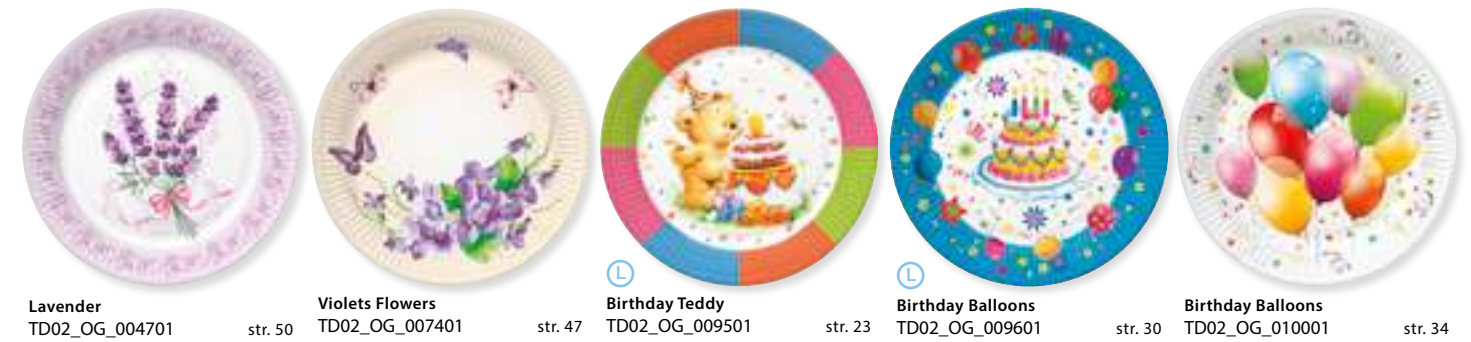 Lavender
TD02_OG_004701 str. 50
Violets Flowers
TD02_OG_007401 str. 47
L
Birthday Teddy
TD02_OG_009501 str. 23
L
Birthday Balloons
TD02_OG_009601 str. 30
Birthday Balloons
TD02_OG_010001 str. 34